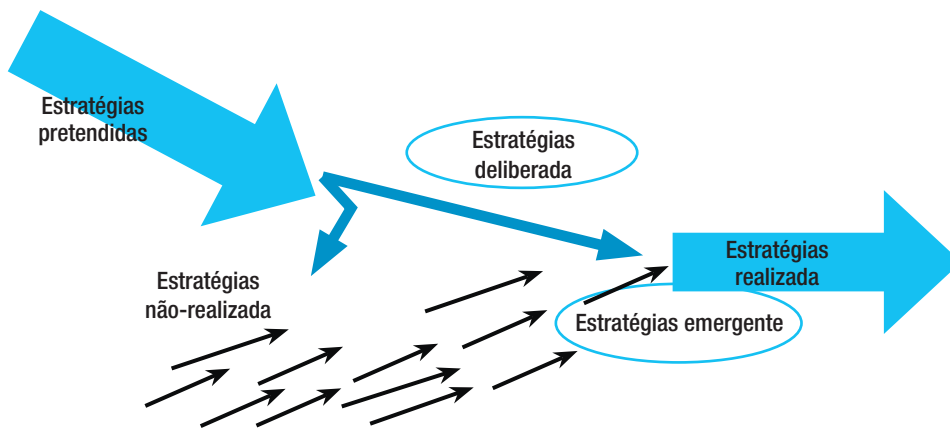 Estratégias
pretendidas
Estratégias
deliberada
Estratégias
realizada
Estratégias
não-realizada
Estratégias emergente